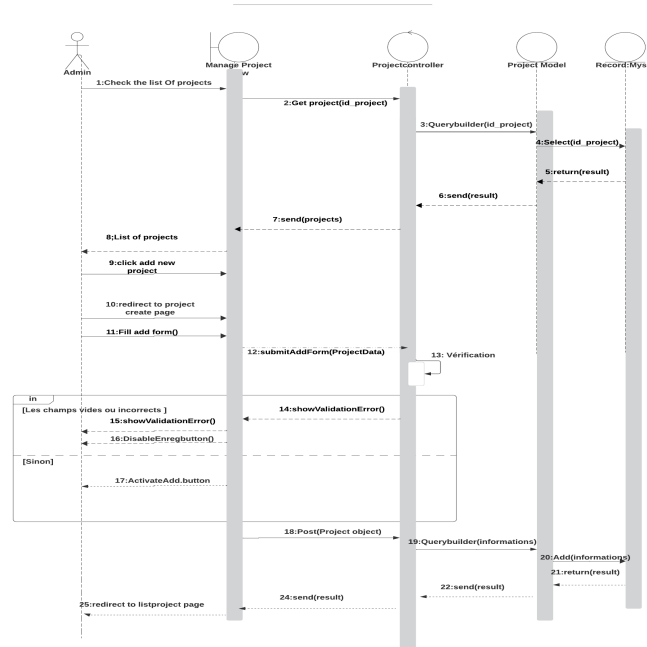 Admin
Manage Project
w
Projectcontroller
Project Model
Record:Mys
1:Check the list Of projects
2:Get project(id_project)
3:Querybuilder(id_project)
4:Select(id_project)
5:return(result)
6:send(result)
7:send(projects)
8;List of projects
9:click add new
project
10:redirect to project
create page
11:Fill add form()
12:submitAddForm(ProjectData)
13: Vérification
in
[Les champs vides ou incorrects ]
14:showValidationError()
15:showValidationError()
16:DisableEnregbutton()
[Sinon]
17:ActivateAdd.button
18:Post(Project object)
19:Querybuilder(informations)
20:Add(informations)
21:return(result)
22:send(result)
24:send(result)
25:redirect to listproject page